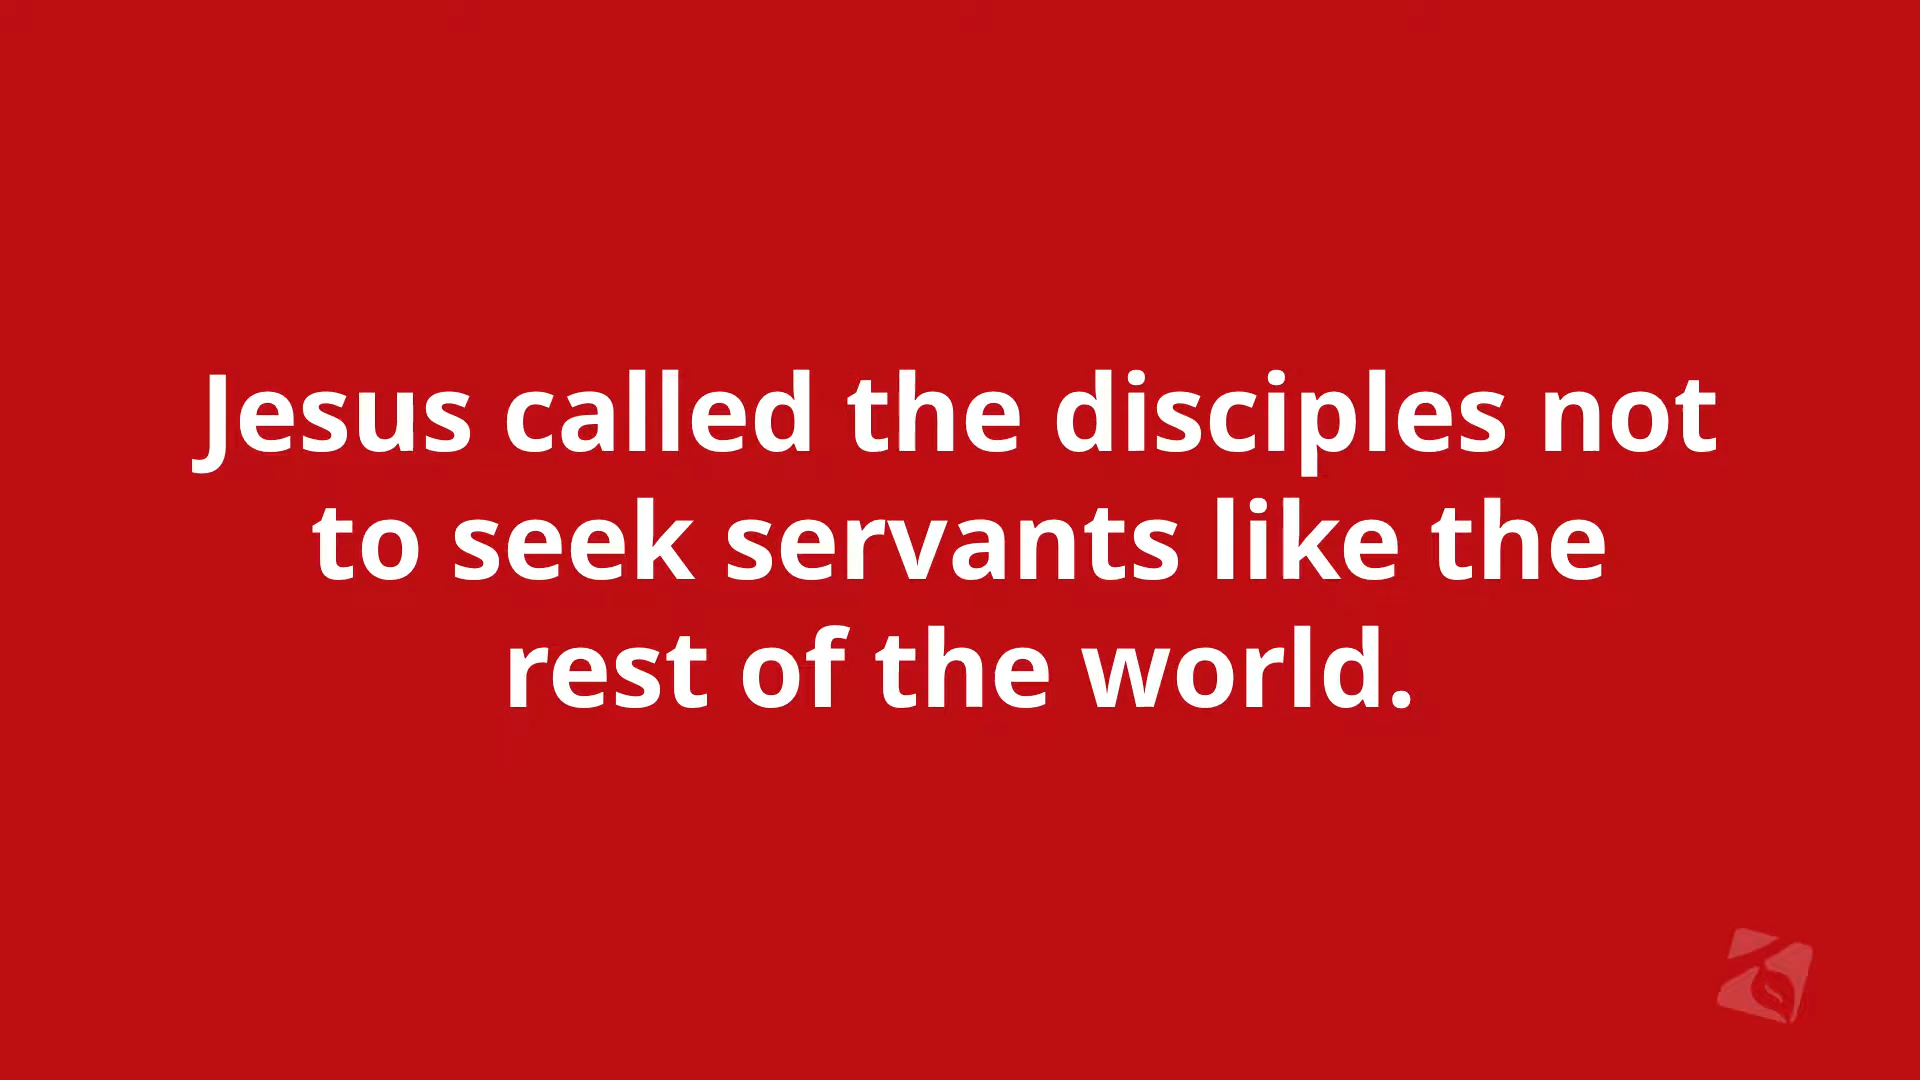 Jesus called the disciples not
to seek servants like the
rest of the world.